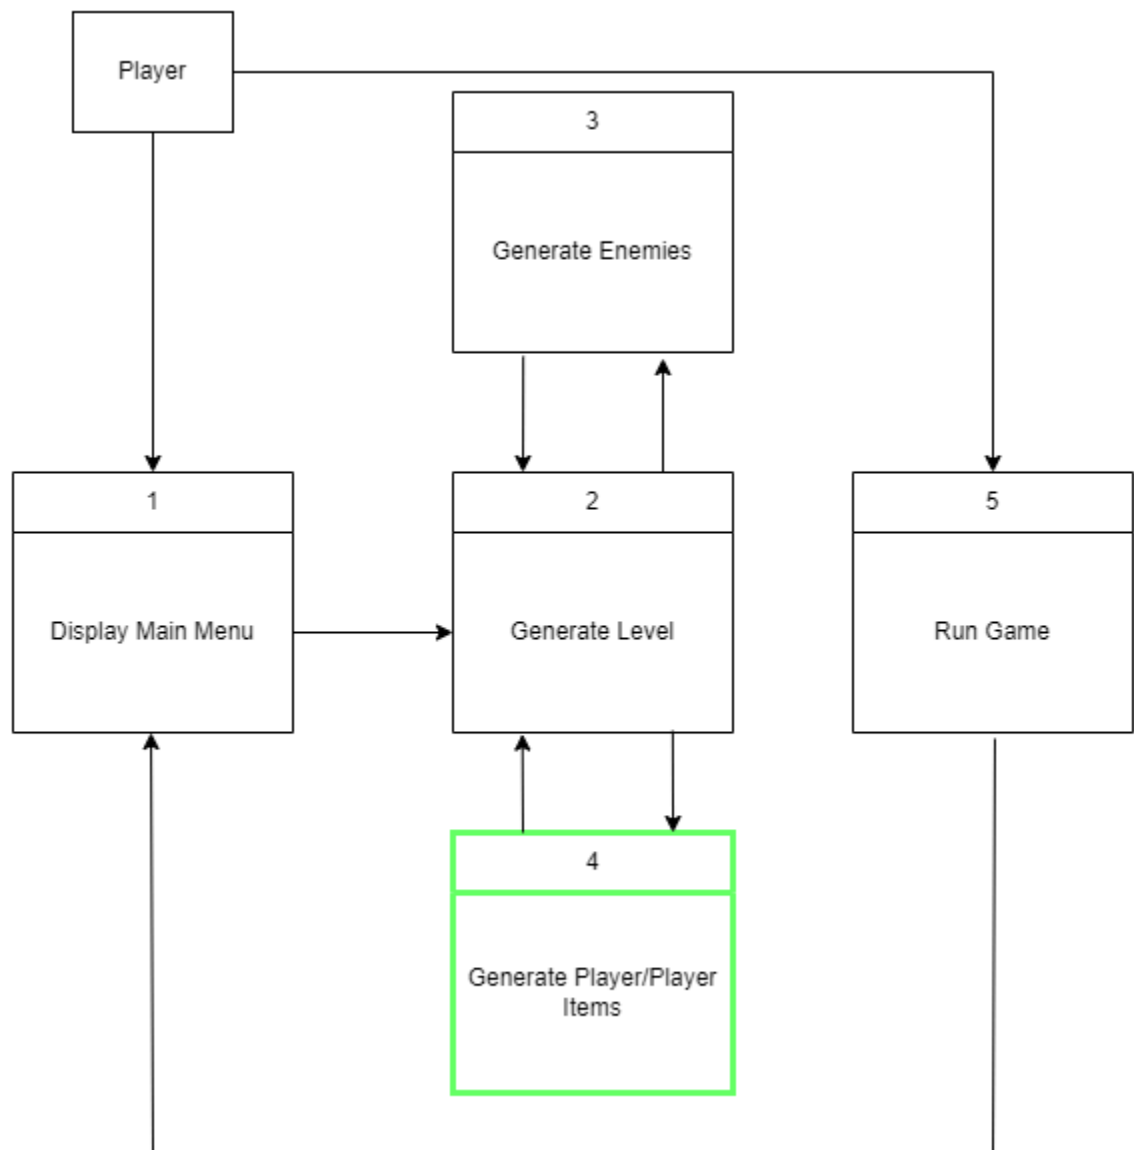 Player
3
Generate Enemies
1
Display Main Menu
2
Generate Level
5
Run Game
4
Generate Player/Player
Items